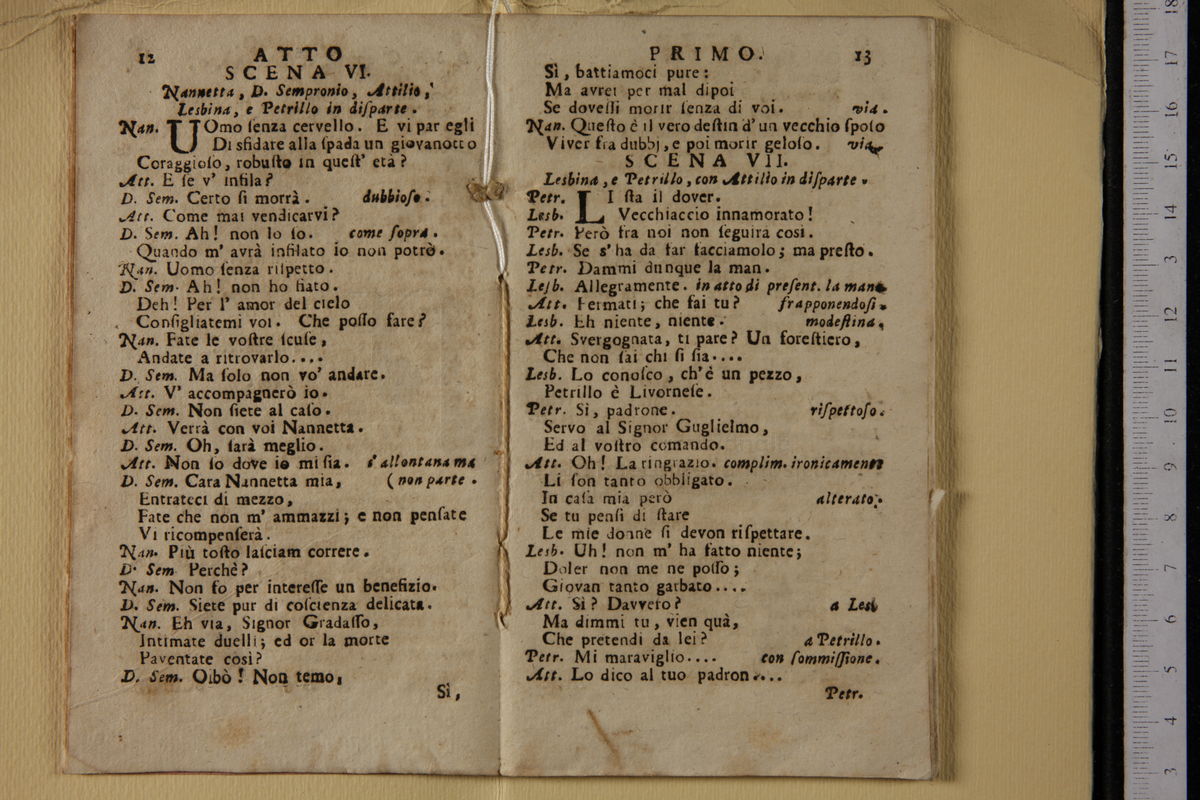 12 ATTO
SCENA VI.
Nannetta, D. Sempronio, Attilio,
Lesbina, e Petrillo in diſparte.
Nan. UOmo ſenza cervello. E vi par egli
Di sfidare alla ſpada un giovanotto
Coraggioſo, robuſto in queſt' età?
Att. E ſe v' infila?
D. Sem. Certo ſi morrà. dubbioſo.
Att. Come mai vendicarvi?
D. Sem. Ah! non lo ſo. come ſopra.
Quando m' avrà infilato io non potrò.
Nan. Uomo ſenza riſpetto.
D. Sem. Ah! non ho fiato.
Deh! Per l' amor del cielo
Conſigliatemi voi. Che poſſo fare?
Nan. Fate le voſtre ſcuſe,
Andate a ritrovarlo....
D. Sem. Ma ſolo non vo' andare.
Att. V' accompagnerò io.
D. Sem. Non ſiete al caſo.
Att. Verrà con voi Nannetta.
D. Sem. Oh, ſarà meglio.
Att. Non ſo dove io mi ſia. s'allontana ma
D. Sem. Cara Nannetta mia, (non parte.
Entrateci di mezzo,
Fate che non m' ammazzi; e non penſate
Vi ricompenſerà.
Nan. Più toſto laſciam correre.
D. Sem. Perchè?
Nan. Non fo per intereſſe un benefizio.
D. Sem. Siete pur di coſcienza delicata.
Nan. Eh via, Signor Gradaſſo,
Intimate duelli; ed or la morte
Paventate così?
D. Sem. Oibò! Non temo,
Sì,
PRIMO. 13
Sì, battiamoci pure:
Ma avrei per mal dipoi
Se doveſſi morir ſenza di voi. via.
Nan. Queſto è il vero deſtin d' un vecchio ſpoſo
Viver fra dubbj, e poi morir geloſo. via.
SCENA VII.
Lesbina, e Petrillo, con Attilio in diſparte.
Petr. LI ſta il dover.
Lesb. Vecchiaccio innamorato!
Petr. Però fra noi non ſeguirà così.
Lesb. Se s' ha da far facciamolo; ma preſto.
Petr. Dammi dunque la man.
Lesb. Allegramente. in atto di preſent. la mano
Att. Fermati; che fai tu? frapponendoſi.
Lesb. Eh niente, niente. modeſtina.
Att. Svergognata, ti pare? Un foreſtiero,
Che non ſai chi ſi ſia....
Lesb. Lo conoſco, ch' è un pezzo,
Petrillo è Livorneſe.
Petr. Sì, padrone. riſpettoſo.
Servo al Signor Guglielmo,
Ed al voſtro comando.
Att. Oh! La ringrazio. complim. ironicamente
Li ſon tanto obbligato.
In caſa mia però alterato.
Se tu penſi di ſtare
Le mie donne ſi devon riſpettare.
Lesb. Uh! non m' ha fatto niente;
Doler non me ne poſſo;
Giovan tanto garbato....
Att. Sì? Davvero? a Lesb.
Ma dimmi tu, vien quà,
Che pretendi da lei? a Petrillo.
Petr. Mi maraviglio.... con ſommiſſione.
Att. Lo dico al tuo padron....
Petr.